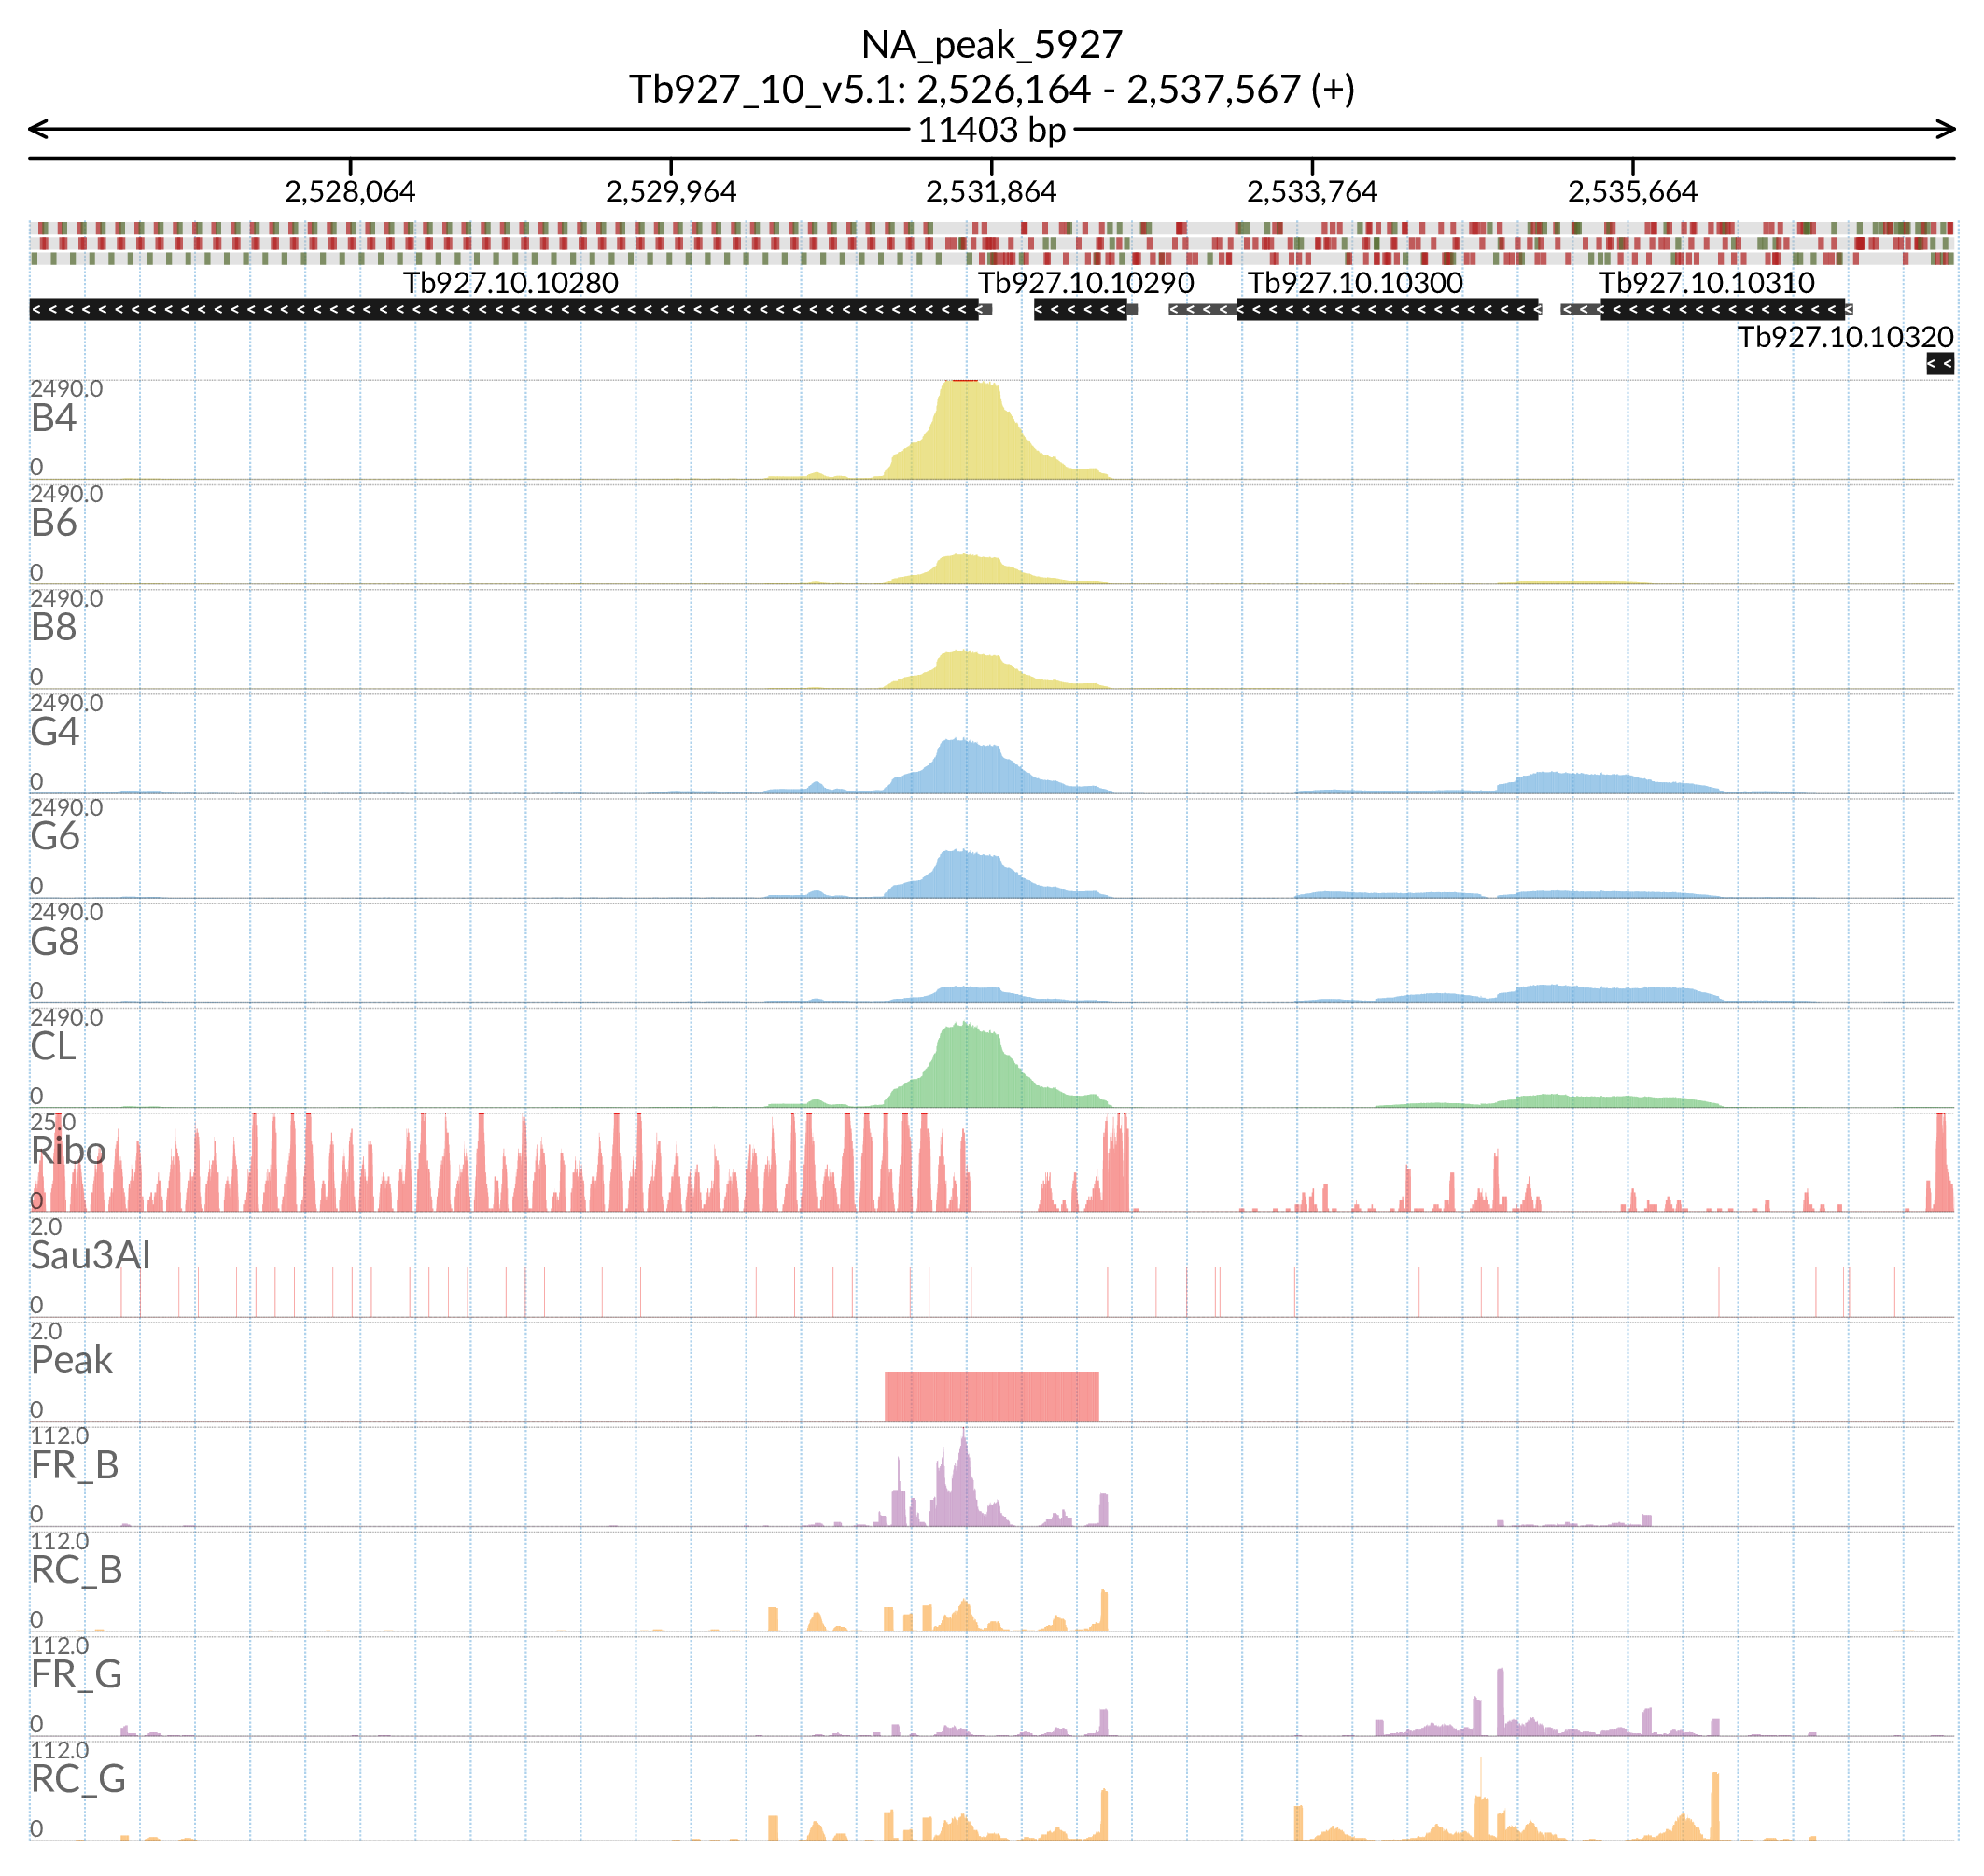 NA_peak_5927
Tb927_10_v5.1: 2,526,164 - 2,537,567 (+)
11403 bp
2,528,064 2,529,964 2,531,864 2,533,764 2,535,664
Tb927.10.10280 Tb927.10.10290 Tb927.10.10300 Tb927.10.10310
Tb927.10.10320
2490.0
B4
0
2490.0
B6
0
2490.0
B8
0
2490.0
G4
0
2490.0
G6
0
2490.0
G8
0
2490.0
CL
0
25.0
Ribo
0
2.0
Sau3AI
0
2.0
Peak
0
112.0
FR_B
0
112.0
RC_B
0
112.0
FR_G
0
112.0
RC_G
0